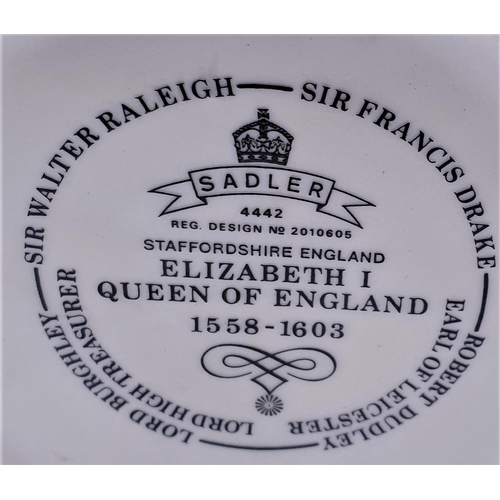 SIR WALTER RALEIGH
SIR FRANCIS DRAKE
SADLER
4442
REG. DESIGN № 2010605
STAFFORDSHIRE ENGLAND
ELIZABETH I
QUEEN OF ENGLAND
1558-1603
ROBERT DUDLEY
EARL OF LEICESTER
LORD BURGHLEY
LORD HIGH TREASURER